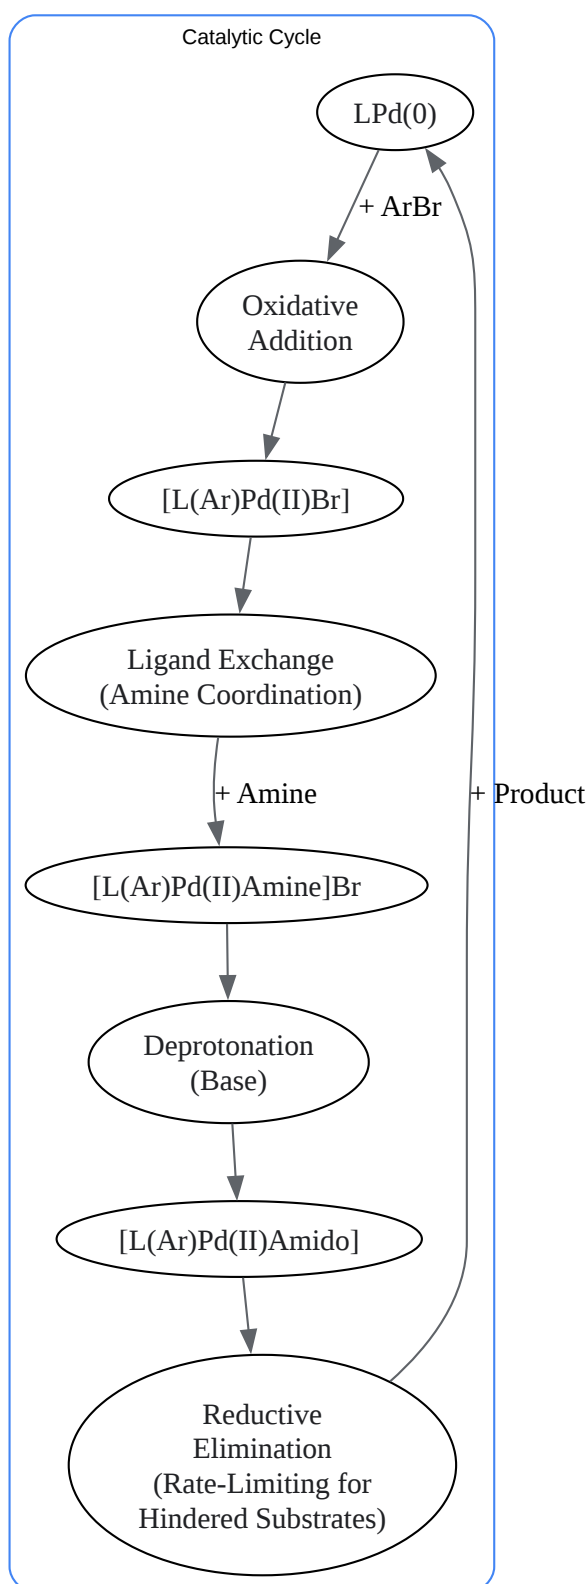 Catalytic Cycle
LPd(0)
+ ArBr
Oxidative
Addition
[L(Ar)Pd(II)Br]
Ligand Exchange
(Amine Coordination)
+ Amine
+ Product
[L(Ar)Pd(II)Amine]Br
Deprotonation
(Base)
[L(Ar)Pd(II)Amido]
Reductive
Elimination
(Rate-Limiting for
Hindered Substrates)